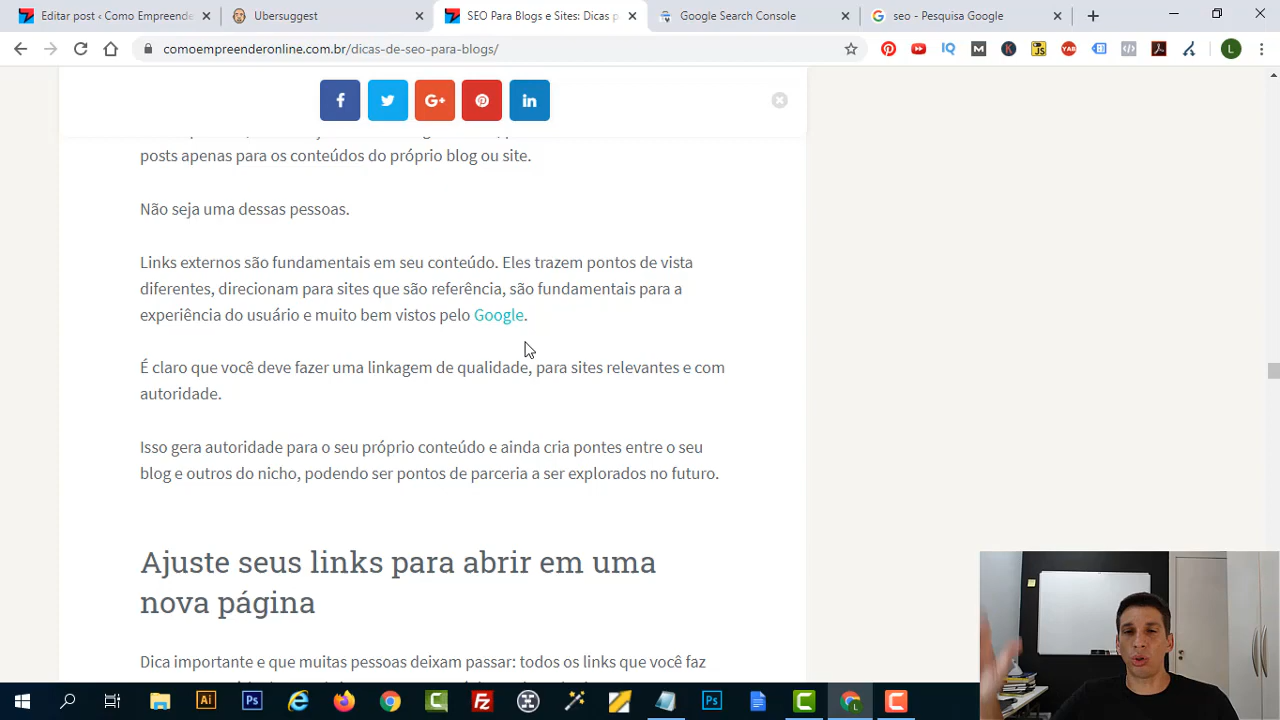 Editar post ‹ Como Empreende
Ubersuggest
SEO Para Blogs e Sites: Dicas p
Google Search Console
seo - Pesquisa Google
comoempreenderonline.com.br/dicas-de-seo-para-blogs/
posts apenas para os conteúdos do próprio blog ou site.
Não seja uma dessas pessoas.
Links externos são fundamentais em seu conteúdo. Eles trazem pontos de vista
diferentes, direcionam para sites que são referência, são fundamentais para a
experiência do usuário e muito bem vistos pelo Google.
É claro que você deve fazer uma linkagem de qualidade, para sites relevantes e com
autoridade.
Isso gera autoridade para o seu próprio conteúdo e ainda cria pontes entre o seu
blog e outros do nicho, podendo ser pontos de parceria a ser explorados no futuro.
Ajuste seus links para abrir em uma
nova página
Dica importante e que muitas pessoas deixam passar: todos os links que você faz